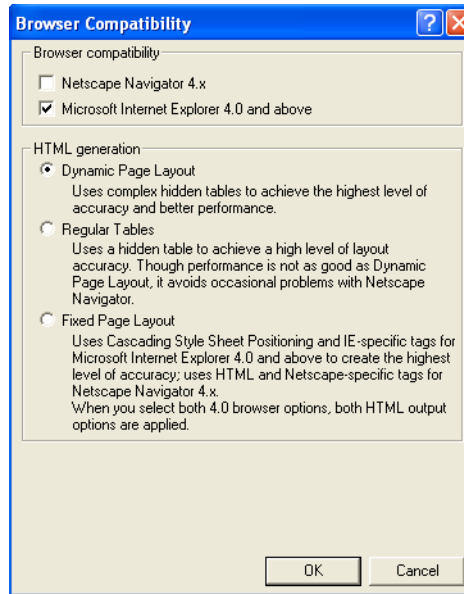 Browser Compatibility
Browser compatibility
Netscape Navigator 4.x
Microsoft Internet Explorer 4.0 and above
HTML generation
Dynamic Page Layout
Uses complex hidden tables to achieve the highest level of
accuracy and better performance.
Regular Tables
Uses a hidden table to achieve a high level of layout
accuracy. Though performance is not as good as Dynamic
Page Layout, it avoids occasional problems with Netscape
Navigator.
Fixed Page Layout
Uses Cascading Style Sheet Positioning and IE-specific tags for
Microsoft Internet Explorer 4.0 and above to create the highest
level of accuracy; uses HTML and Netscape-specific tags for
Netscape Navigator 4.x.
When you select both 4.0 browser options, both HTML output
options are applied.
OK Cancel